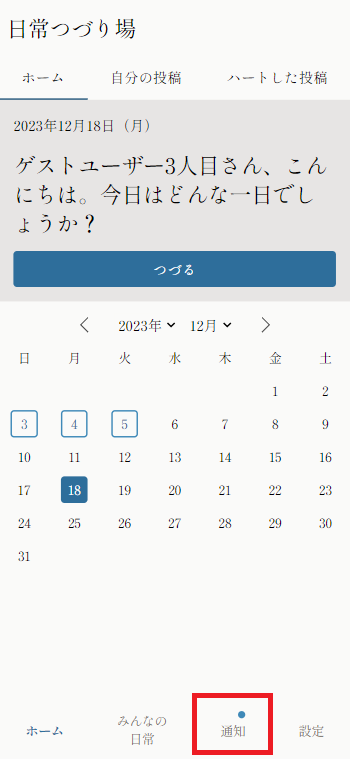 日常つづり場
ホーム 自分の投稿 ハートした投稿
2023年12月18日（月）
ゲストユーザー3人目さん、こん
にちは。今日はどんな一日でし
ょうか？
つづる
2023年 12月
日 月 火 水 木 金 土
1 2
3 4 5 6 7 8 9
10 11 12 13 14 15 16
17 18 19 20 21 22 23
24 25 26 27 28 29 30
31
ホーム みんなの日常 通知 設定